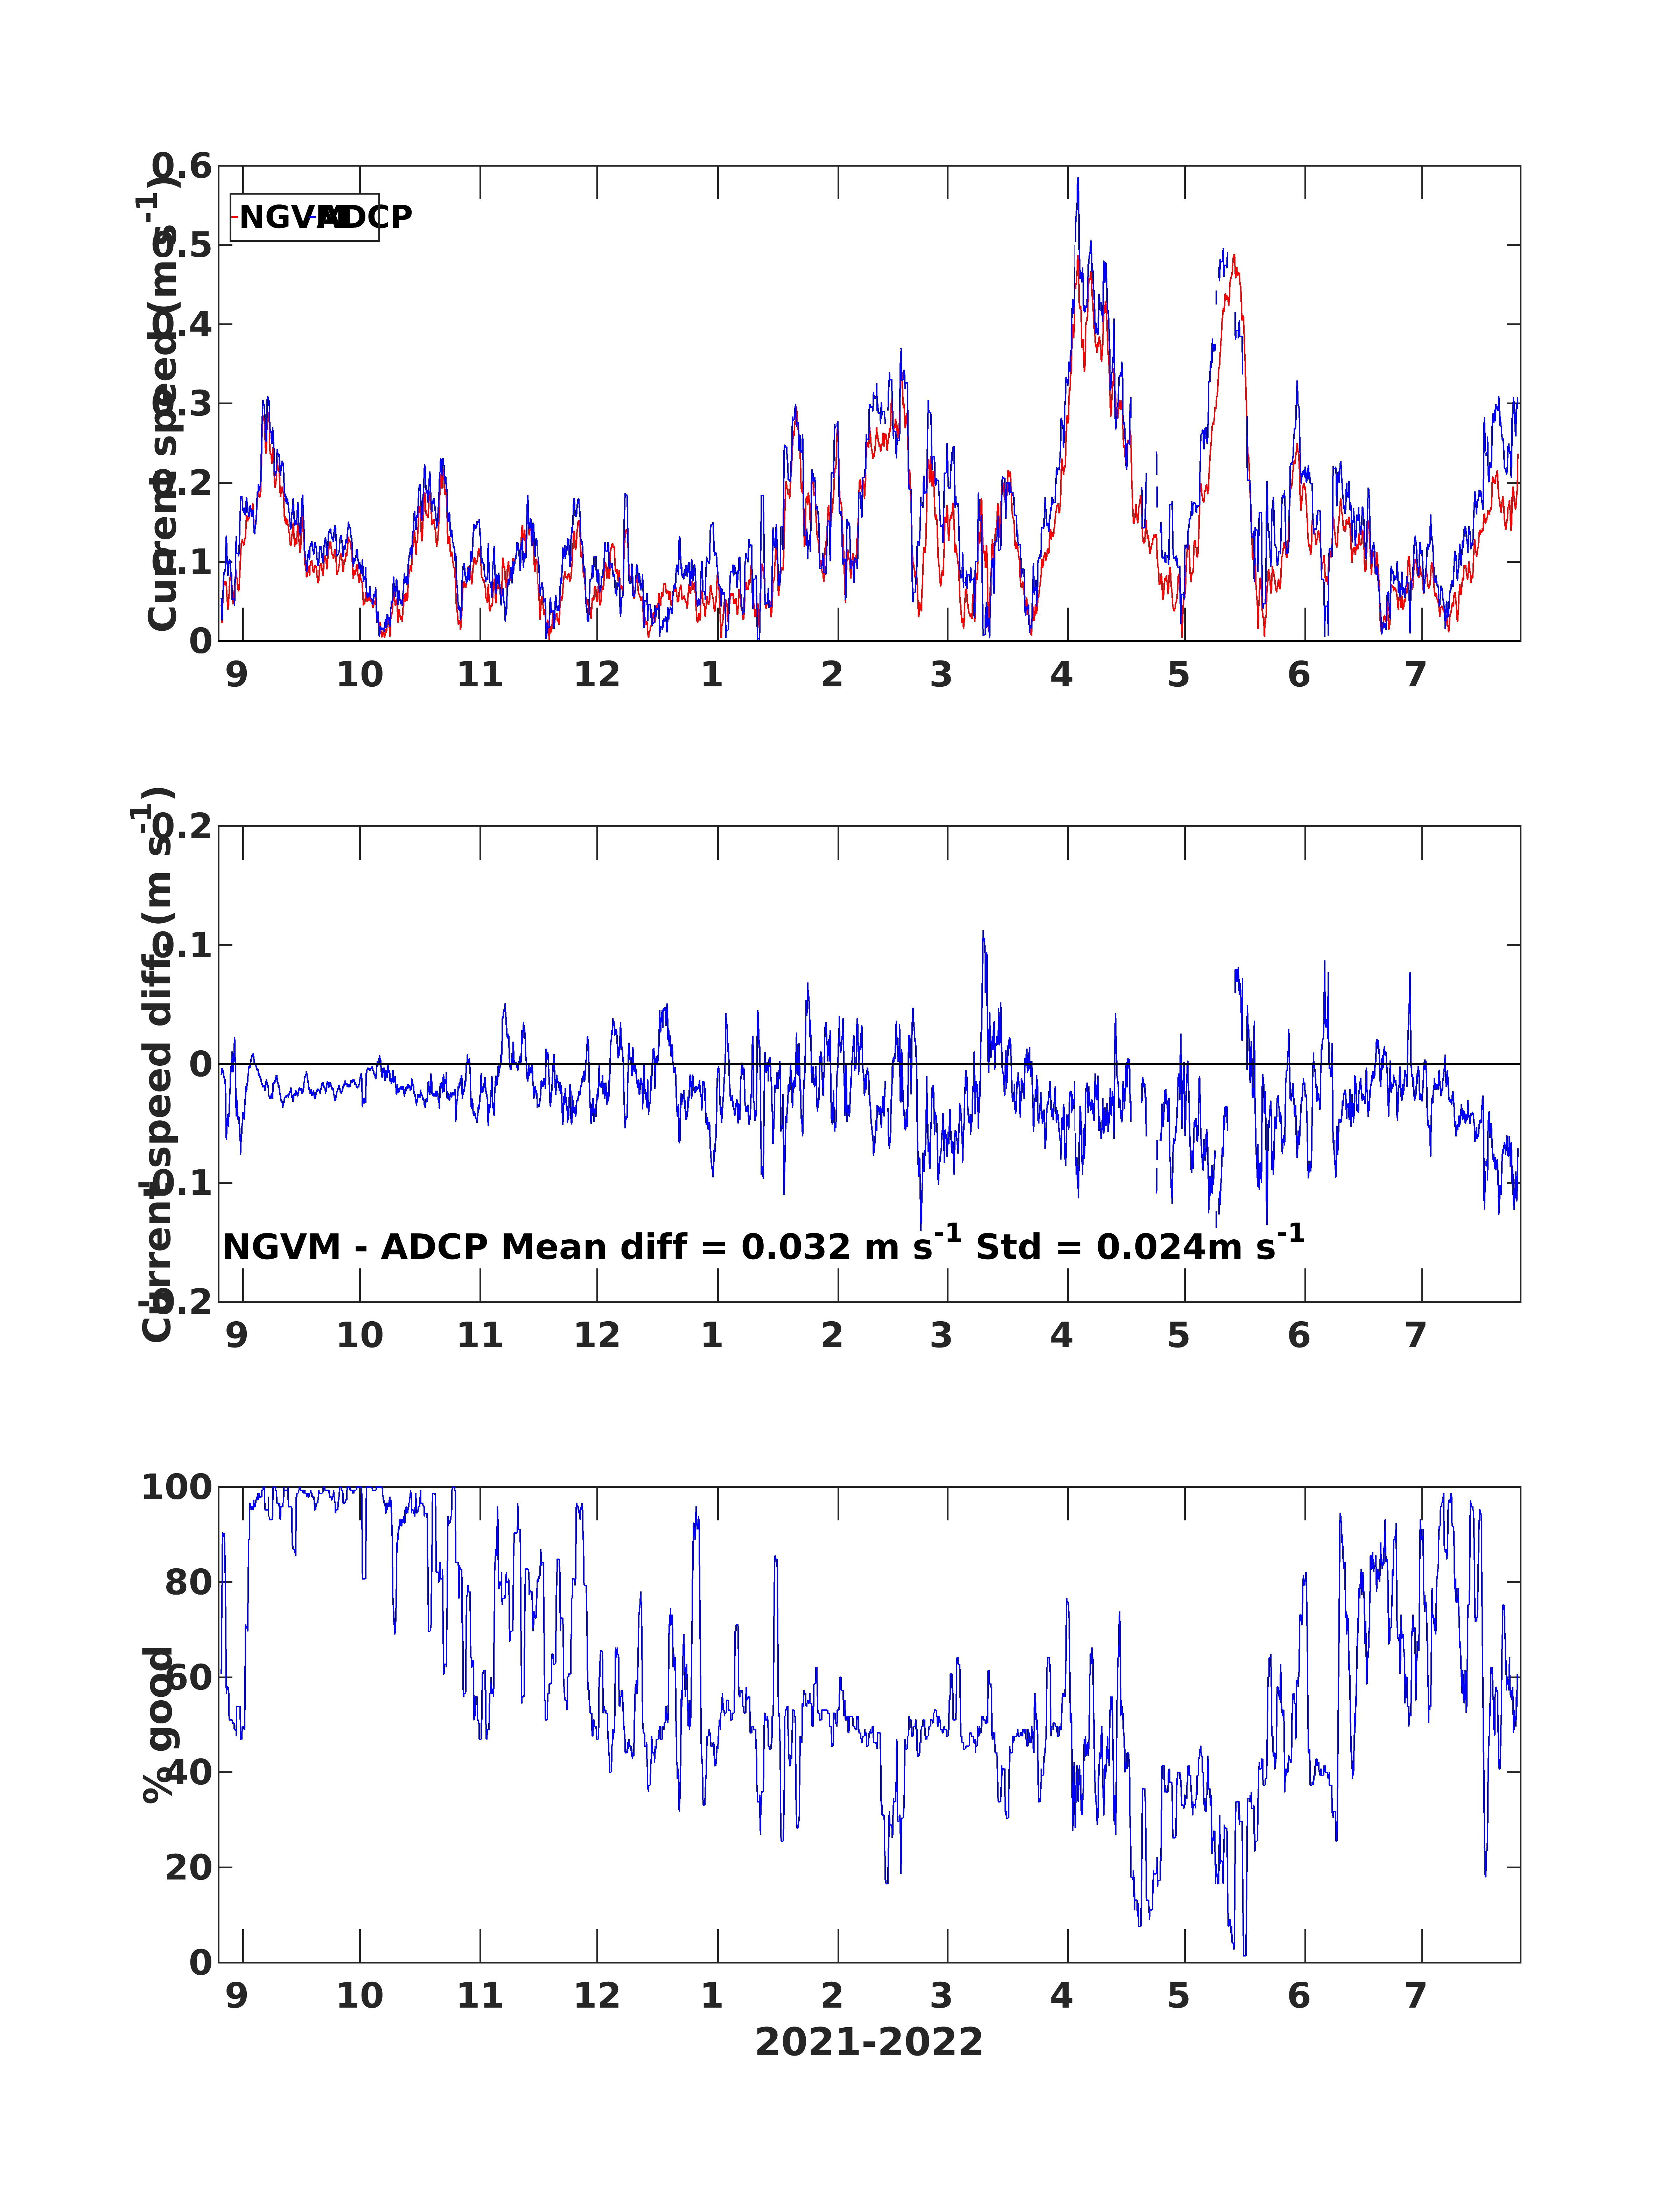 Current speed (m s-1)
0.6
0.5
0.4
0.3
0.2
0.1
0
NGVM ADCP
9 10 11 12 1 2 3 4 5 6 7
Current speed diff. (m s-1)
0.2
0.1
0
-0.1
-0.2
NGVM - ADCP Mean diff = 0.032 m s-1 Std = 0.024m s-1
9 10 11 12 1 2 3 4 5 6 7
% good
100
80
60
40
20
0
9 10 11 12 1 2 3 4 5 6 7
2021-2022